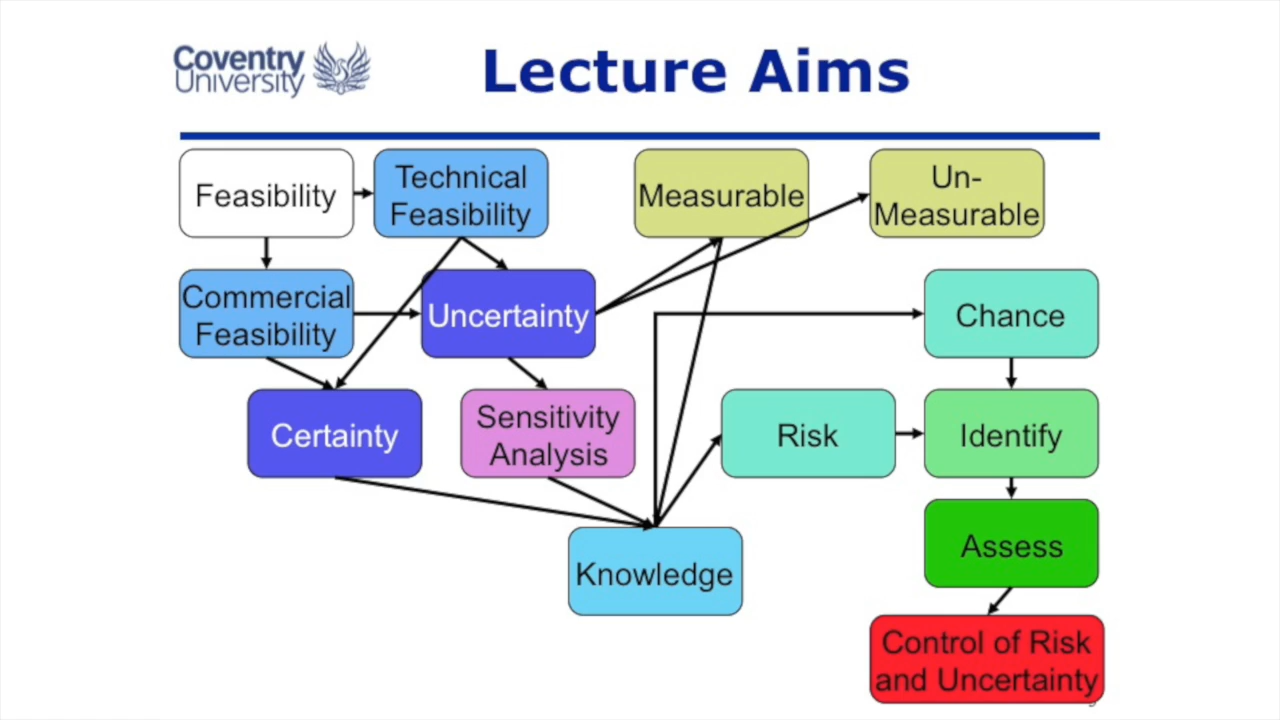 Coventry
University
Lecture Aims
Feasibility
Technical
Feasibility
Measurable
Un-
Measurable
Commercial
Feasibility
Uncertainty
Chance
Certainty
Sensitivity
Analysis
Risk
Identify
Knowledge
Assess
Control of Risk
and Uncertainty